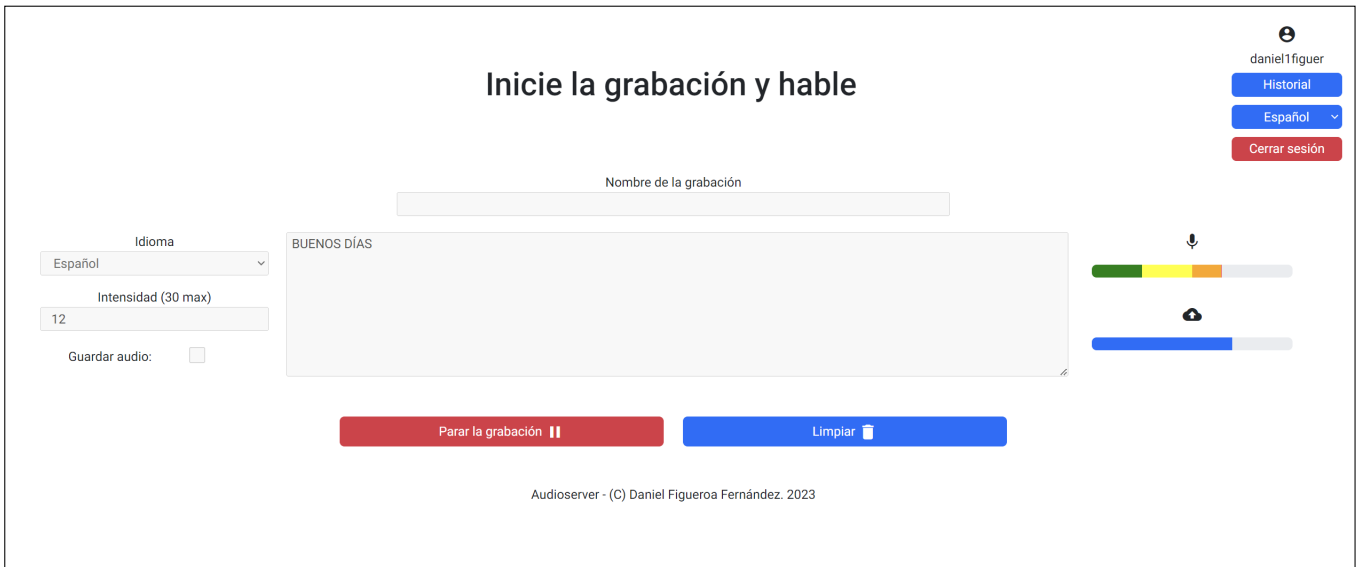 daniel1figuer
Inicie la grabación y hable
Historial
Español
Cerrar sesión
Nombre de la grabación
Idioma
Español
Intensidad (30 max)
12
Guardar audio:
BUENOS DÍAS
Parar la grabación
Limpiar
Audioserver - (C) Daniel Figueroa Fernández. 2023